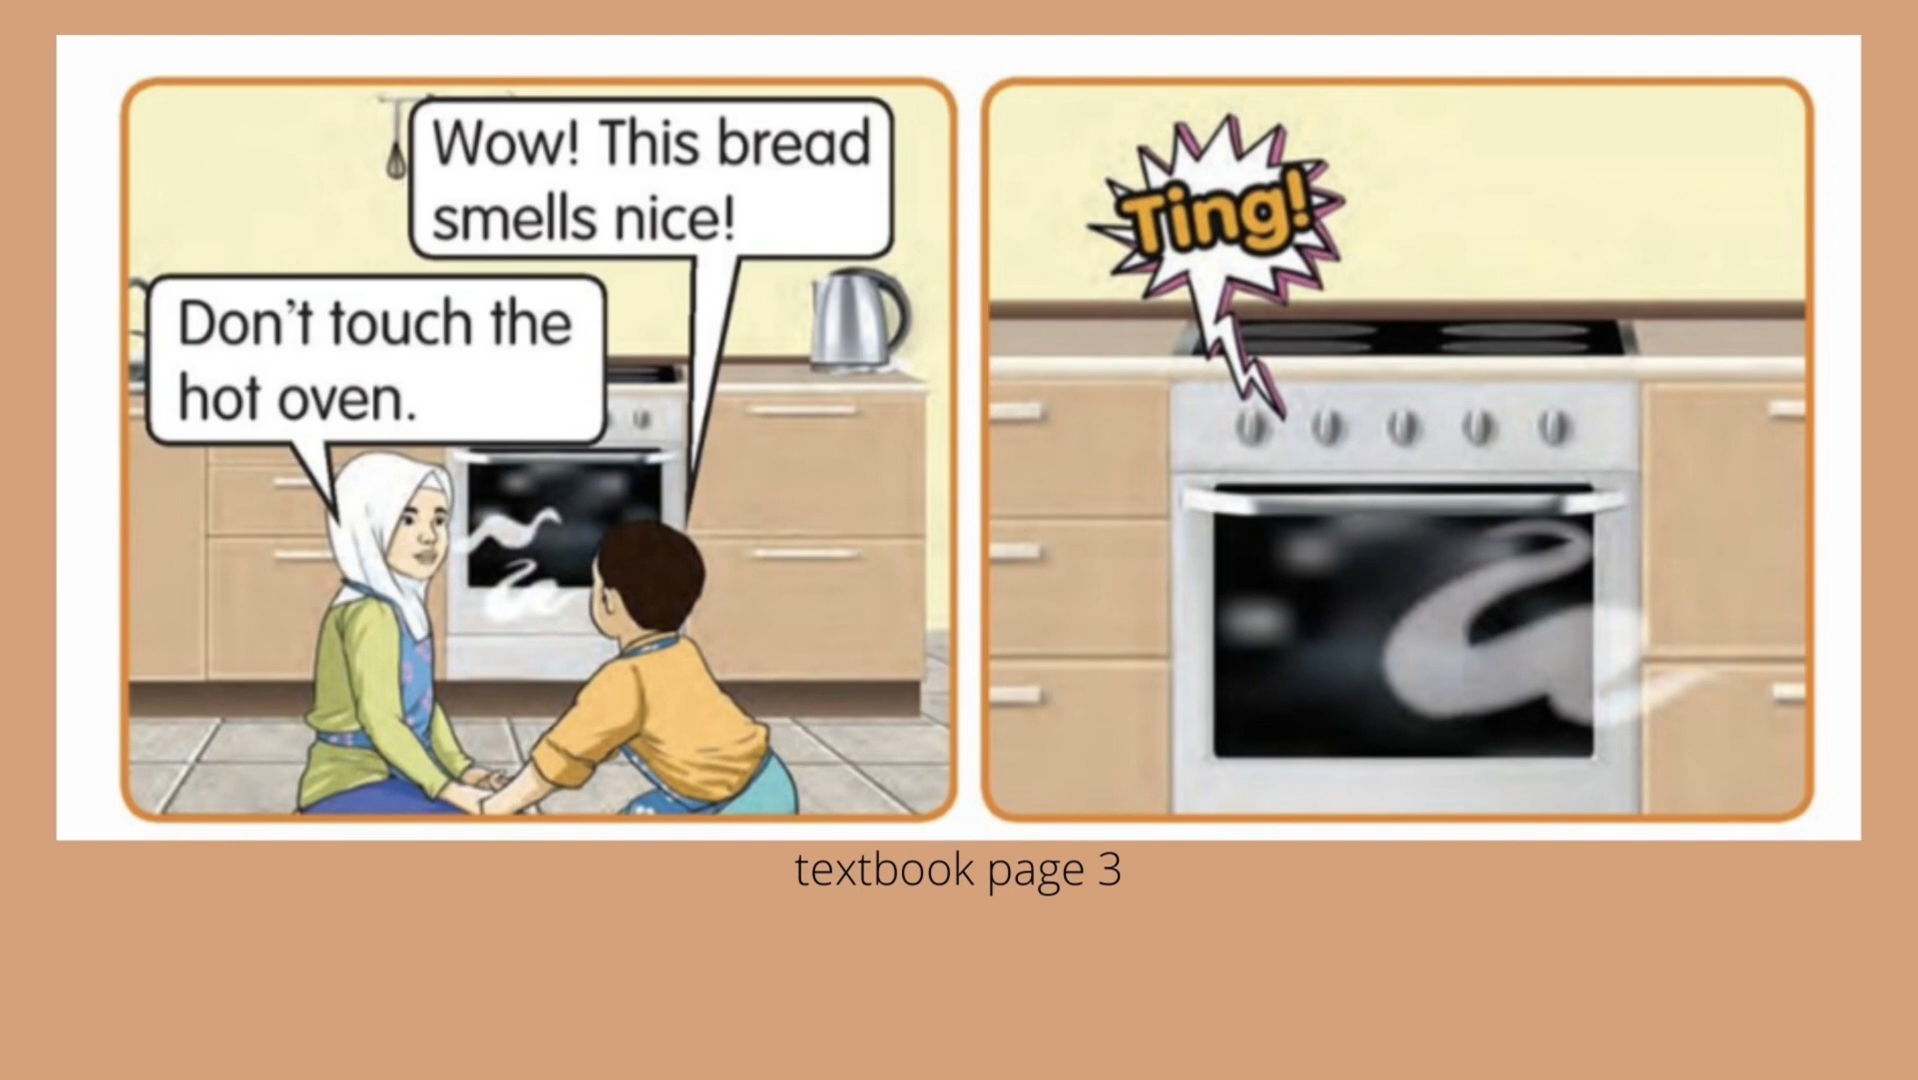 Wow! This bread
smells nice!
Don't touch the
hot oven.
Ting!
textbook page 3